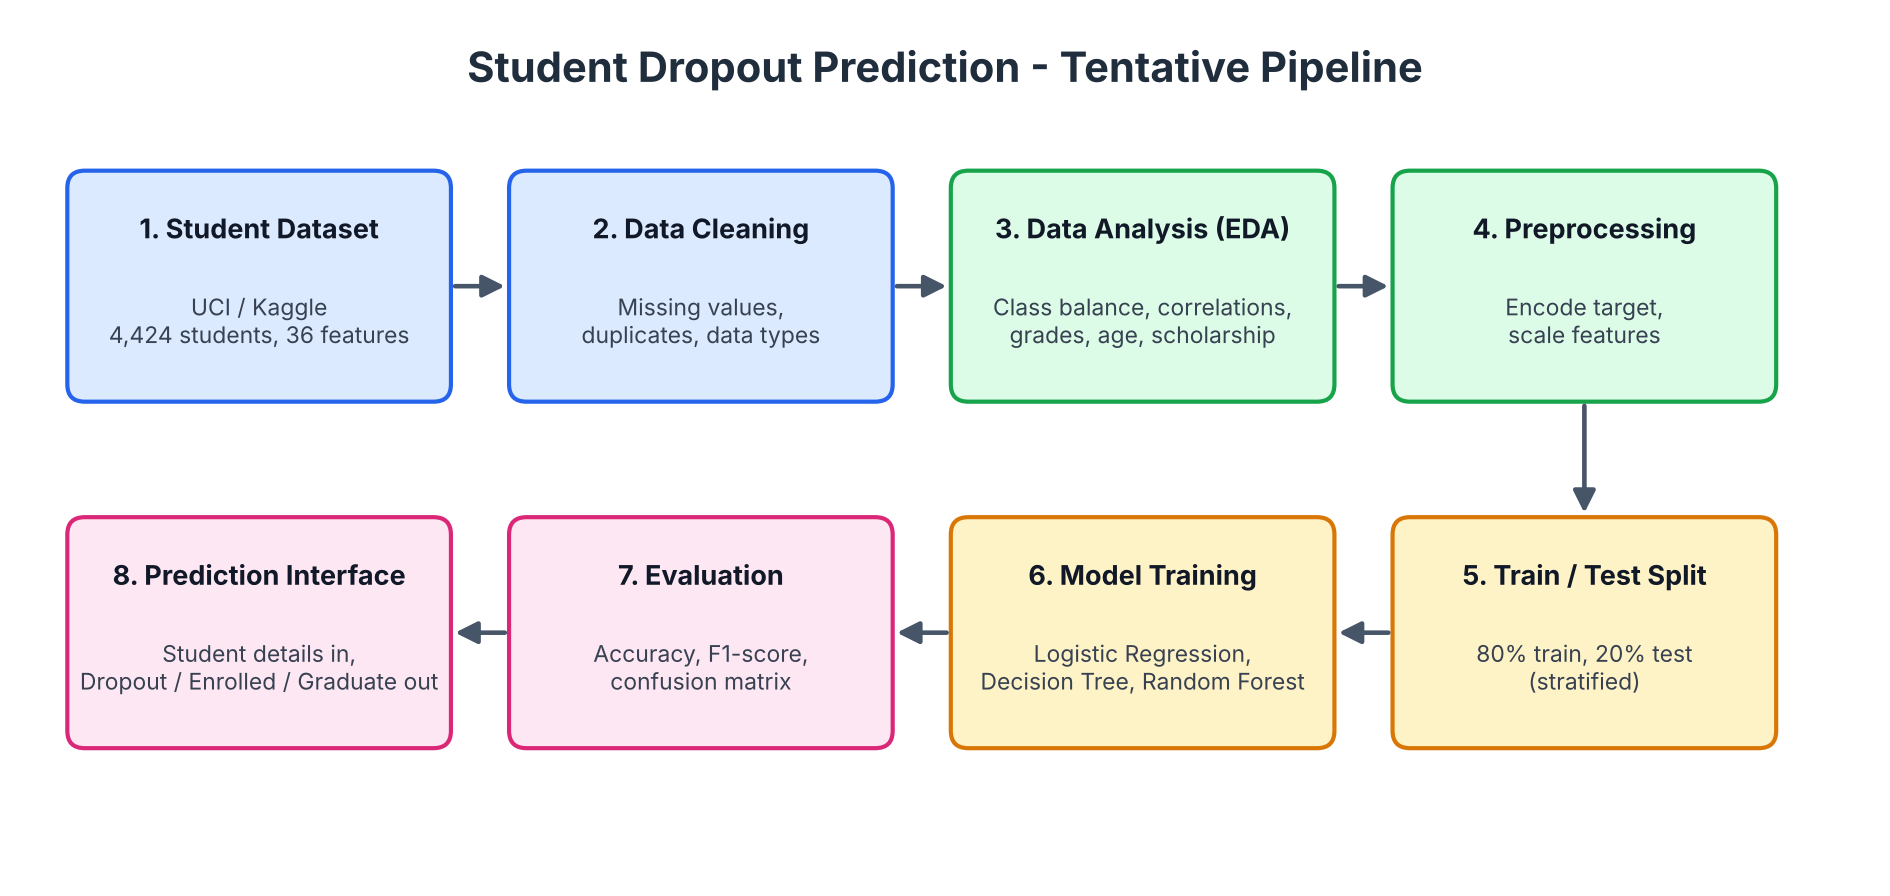 Student Dropout Prediction - Tentative Pipeline
1. Student Dataset
UCI / Kaggle
4,424 students, 36 features
2. Data Cleaning
Missing values,
duplicates, data types
3. Data Analysis (EDA)
Class balance, correlations,
grades, age, scholarship
4. Preprocessing
Encode target,
scale features
5. Train / Test Split
80% train, 20% test
(stratified)
6. Model Training
Logistic Regression,
Decision Tree, Random Forest
7. Evaluation
Accuracy, F1-score,
confusion matrix
8. Prediction Interface
Student details in,
Dropout / Enrolled / Graduate out